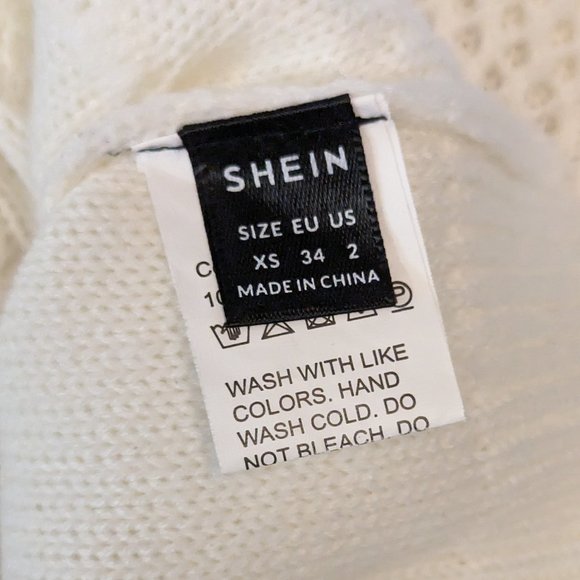 SHEIN
SIZE EU US
XS 34 2
MADE IN CHINA
WASH WITH LIKE
COLORS. HAND
WASH COLD. DO
NOT BLEACH. DO